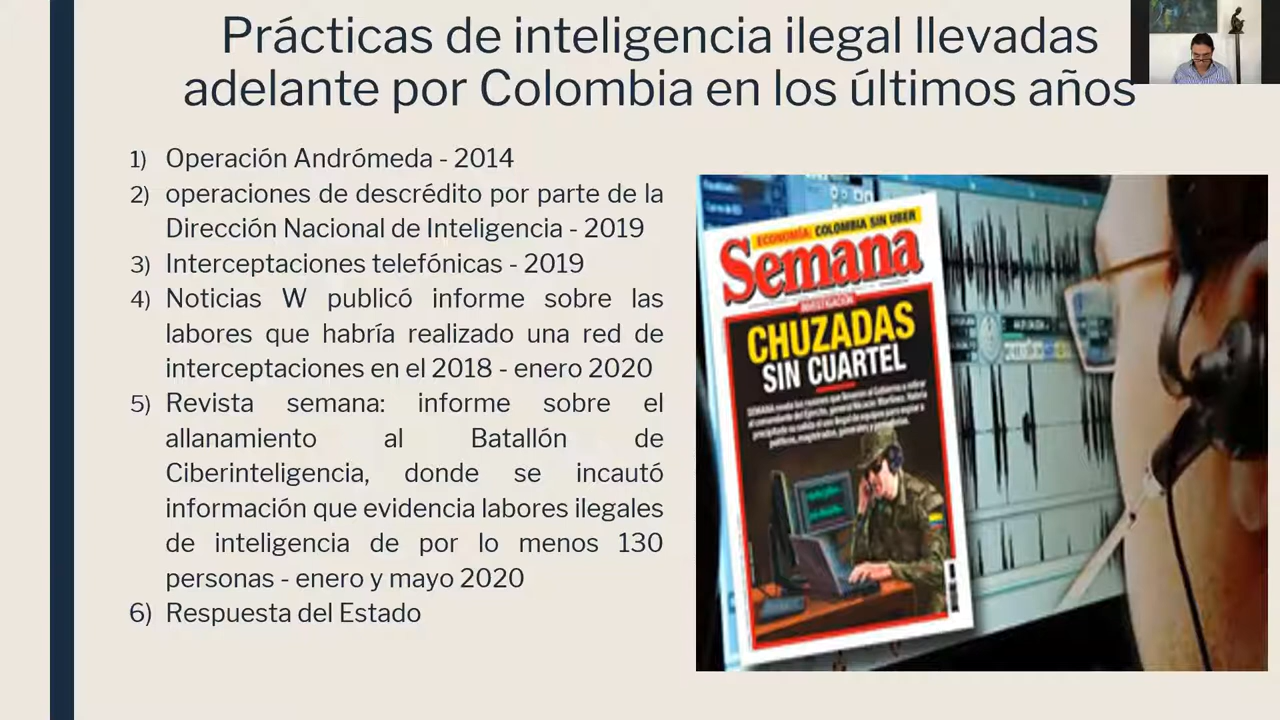 Prácticas de inteligencia ilegal llevadas
adelante por Colombia en los últimos años
1) Operación Andrómeda - 2014
2) operaciones de descrédito por parte de la
Dirección Nacional de Inteligencia - 2019
3) Interceptaciones telefónicas - 2019
4) Noticias W publicó informe sobre las
labores que habría realizado una red de
interceptaciones en el 2018 - enero 2020
5) Revista semana: informe sobre el
allanamiento al Batallón de
Ciberinteligencia, donde se incautó
información que evidencia labores ilegales
de inteligencia de por lo menos 130
personas - enero y mayo 2020
6) Respuesta del Estado
ECONOMÍA: COLOMBIA SIN UBER
Semana
INVESTIGACIÓN
CHUZADAS
SIN CUARTEL